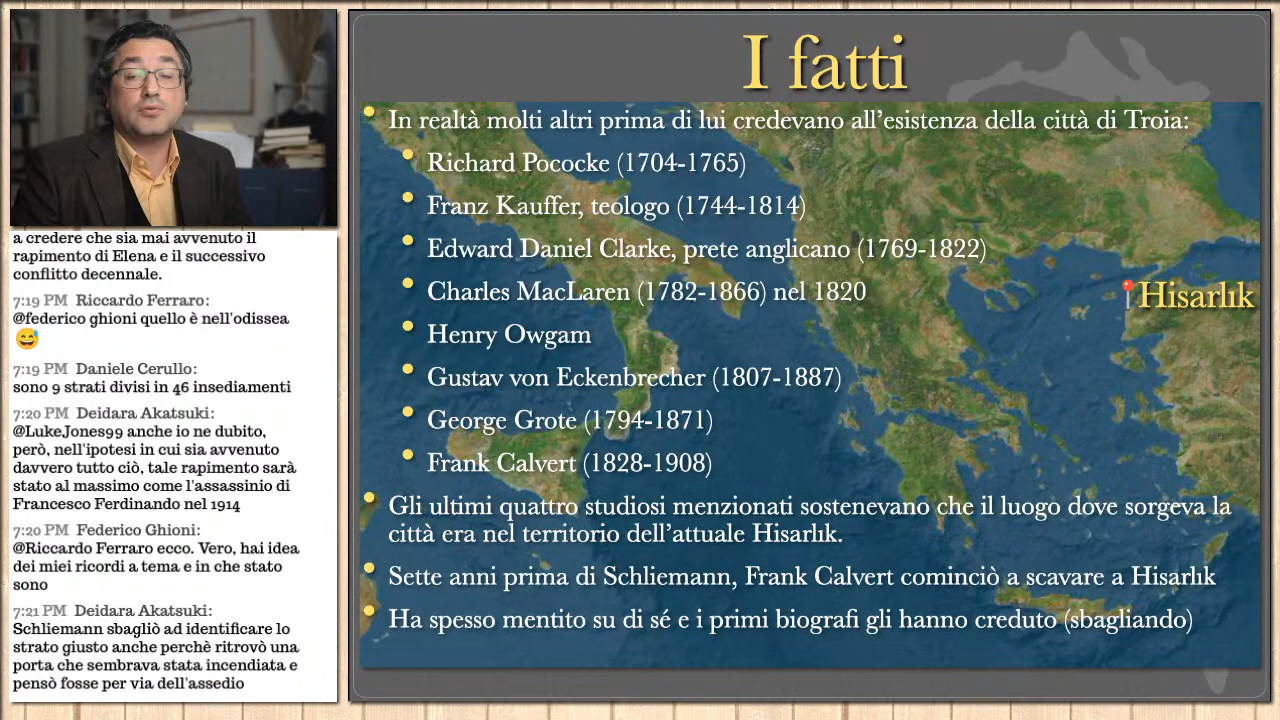 I fatti
In realtà molti altri prima di lui credevano all’esistenza della città di Troia:
Richard Pococke (1704-1765)
Franz Kauffer, teologo (1744-1814)
Edward Daniel Clarke, prete anglicano (1769-1822)
Charles MacLaren (1782-1866) nel 1820
Henry Owgam
Gustav von Eckenbrecher (1807-1887)
George Grote (1794-1871)
Frank Calvert (1828-1908)
Gli ultimi quattro studiosi menzionati sostenevano che il luogo dove sorgeva la
città era nel territorio dell’attuale Hisarlık.
Sette anni prima di Schliemann, Frank Calvert cominciò a scavare a Hisarlık
Ha spesso mentito su di sé e i primi biografi gli hanno creduto (sbagliando)
Hisarlık
a credere che sia mai avvenuto il
rapimento di Elena e il successivo
conflitto decennale.
7:19 PM Riccardo Ferraro:
@federico ghioni quello è nell'odissea
😅
7:19 PM Daniele Cerullo:
sono 9 strati divisi in 46 insediamenti
7:20 PM Deidara Akatsuki:
@LukeJones99 anche io ne dubito,
però, nell'ipotesi in cui sia avvenuto
davvero tutto ciò, tale rapimento sarà
stato al massimo come l'assassinio di
Francesco Ferdinando nel 1914
7:20 PM Federico Ghioni:
@Riccardo Ferraro ecco. Vero, hai idea
dei miei ricordi a tema e in che stato
sono
7:21 PM Deidara Akatsuki:
Schliemann sbagliò ad identificare lo
strato giusto anche perchè ritrovò una
porta che sembrava stata incendiata e
pensò fosse per via dell'assedio